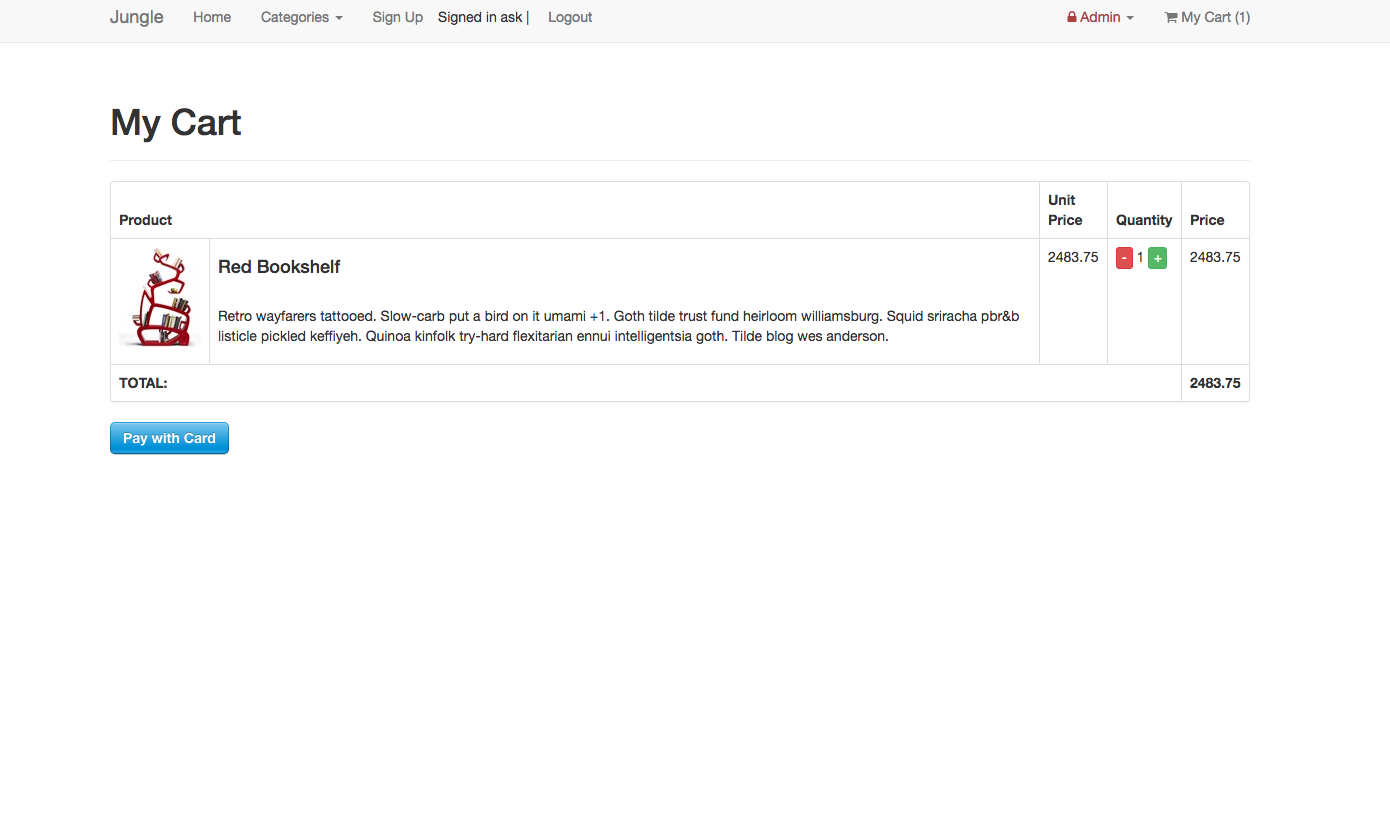 Jungle Home Categories Sign Up Signed in ask | Logout Admin My Cart (1)
My Cart
Product Unit Price Quantity Price
Red Bookshelf 2483.75 - 1 + 2483.75
Retro wayfarers tattooed. Slow-carb put a bird on it umami +1. Goth tilde trust fund heirloom williamsburg. Squid sriracha pbr&b
listicle pickled keffiyeh. Quinoa kinfolk try-hard flexitarian ennui intelligentsia goth. Tilde blog wes anderson.
TOTAL: 2483.75
Pay with Card